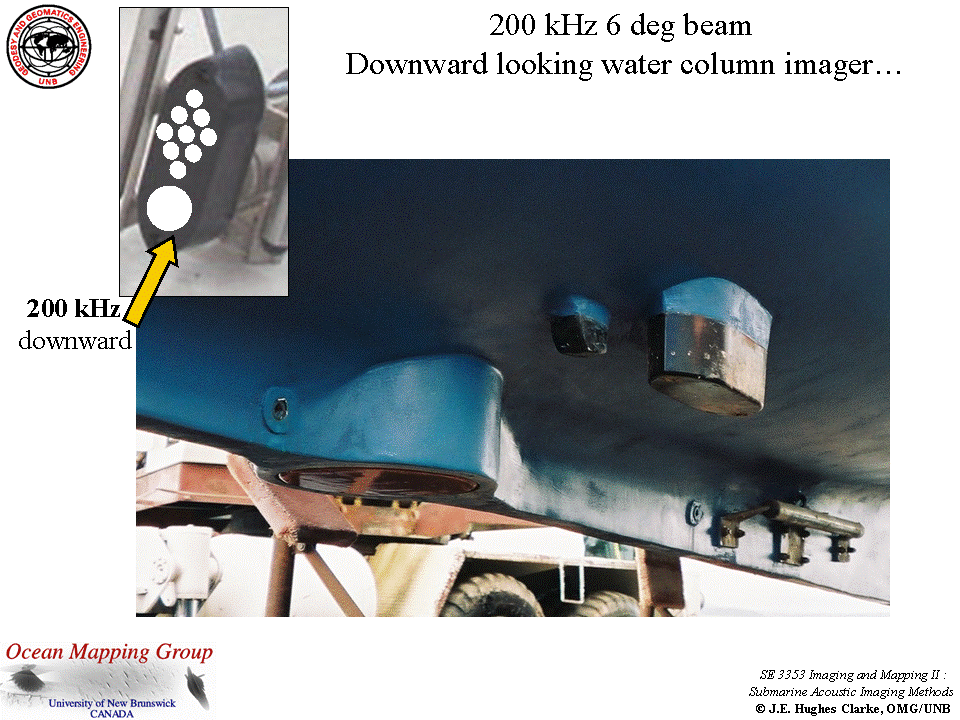 GEODESY AND GEOMATICS ENGINEERING
UNB
200 kHz 6 deg beam
Downward looking water column imager…
200 kHz
downward
Ocean Mapping Group
University of New Brunswick
CANADA
SE 3353 Imaging and Mapping II :
Submarine Acoustic Imaging Methods
© J.E. Hughes Clarke, OMG/UNB